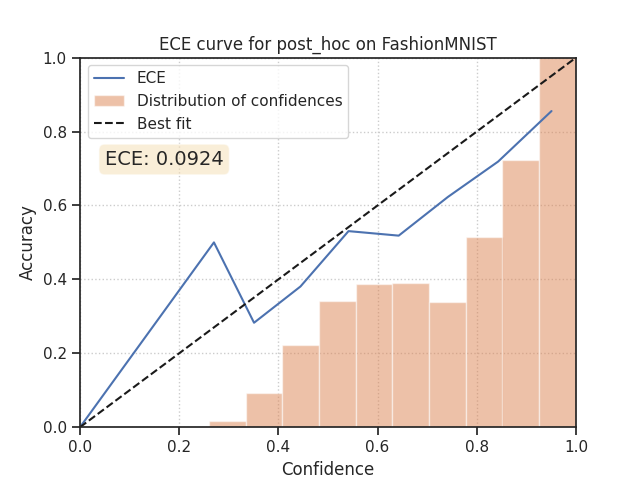 ECE curve for post_hoc on FashionMNIST
1.0
0.8
0.6
0.4
0.2
0.0
Accuracy
ECE
Distribution of confidences
Best fit
ECE: 0.0924
0.0 0.2 0.4 0.6 0.8 1.0
Confidence